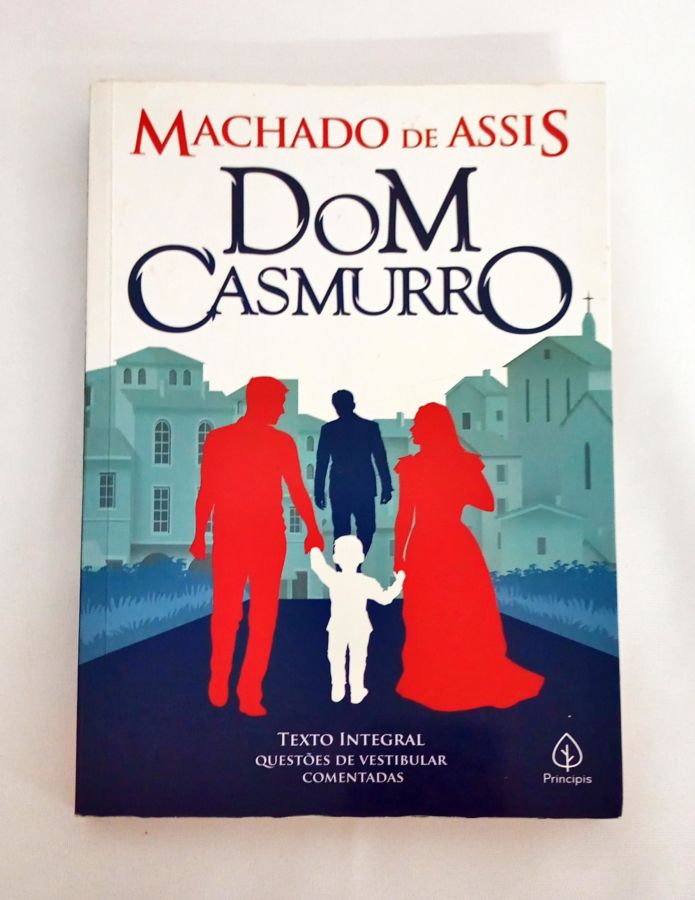 MACHADO DE ASSIS
DOM
CASMURRO
TEXTO INTEGRAL
QUESTÕES DE VESTIBULAR
COMENTADAS
Principis